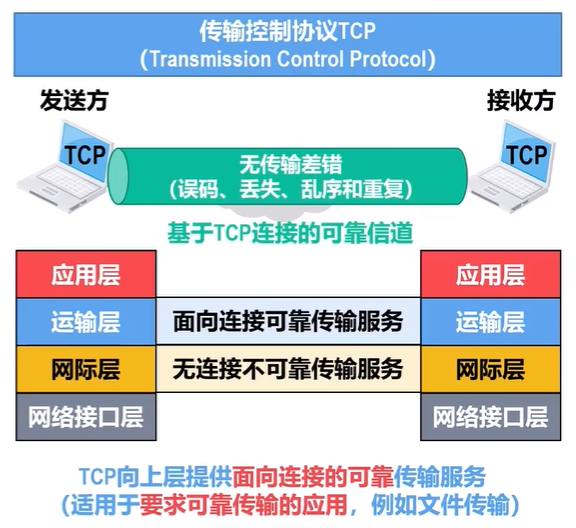 传输控制协议TCP
（Transmission Control Protocol）
发送方
接收方
TCP
TCP
无传输差错
（误码、丢失、乱序和重复）
基于TCP连接的可靠信道
应用层
应用层
运输层
面向连接可靠传输服务
运输层
网际层
无连接不可靠传输服务
网际层
网络接口层
网络接口层
TCP向上层提供面向连接的可靠传输服务
（适用于要求可靠传输的应用，例如文件传输）